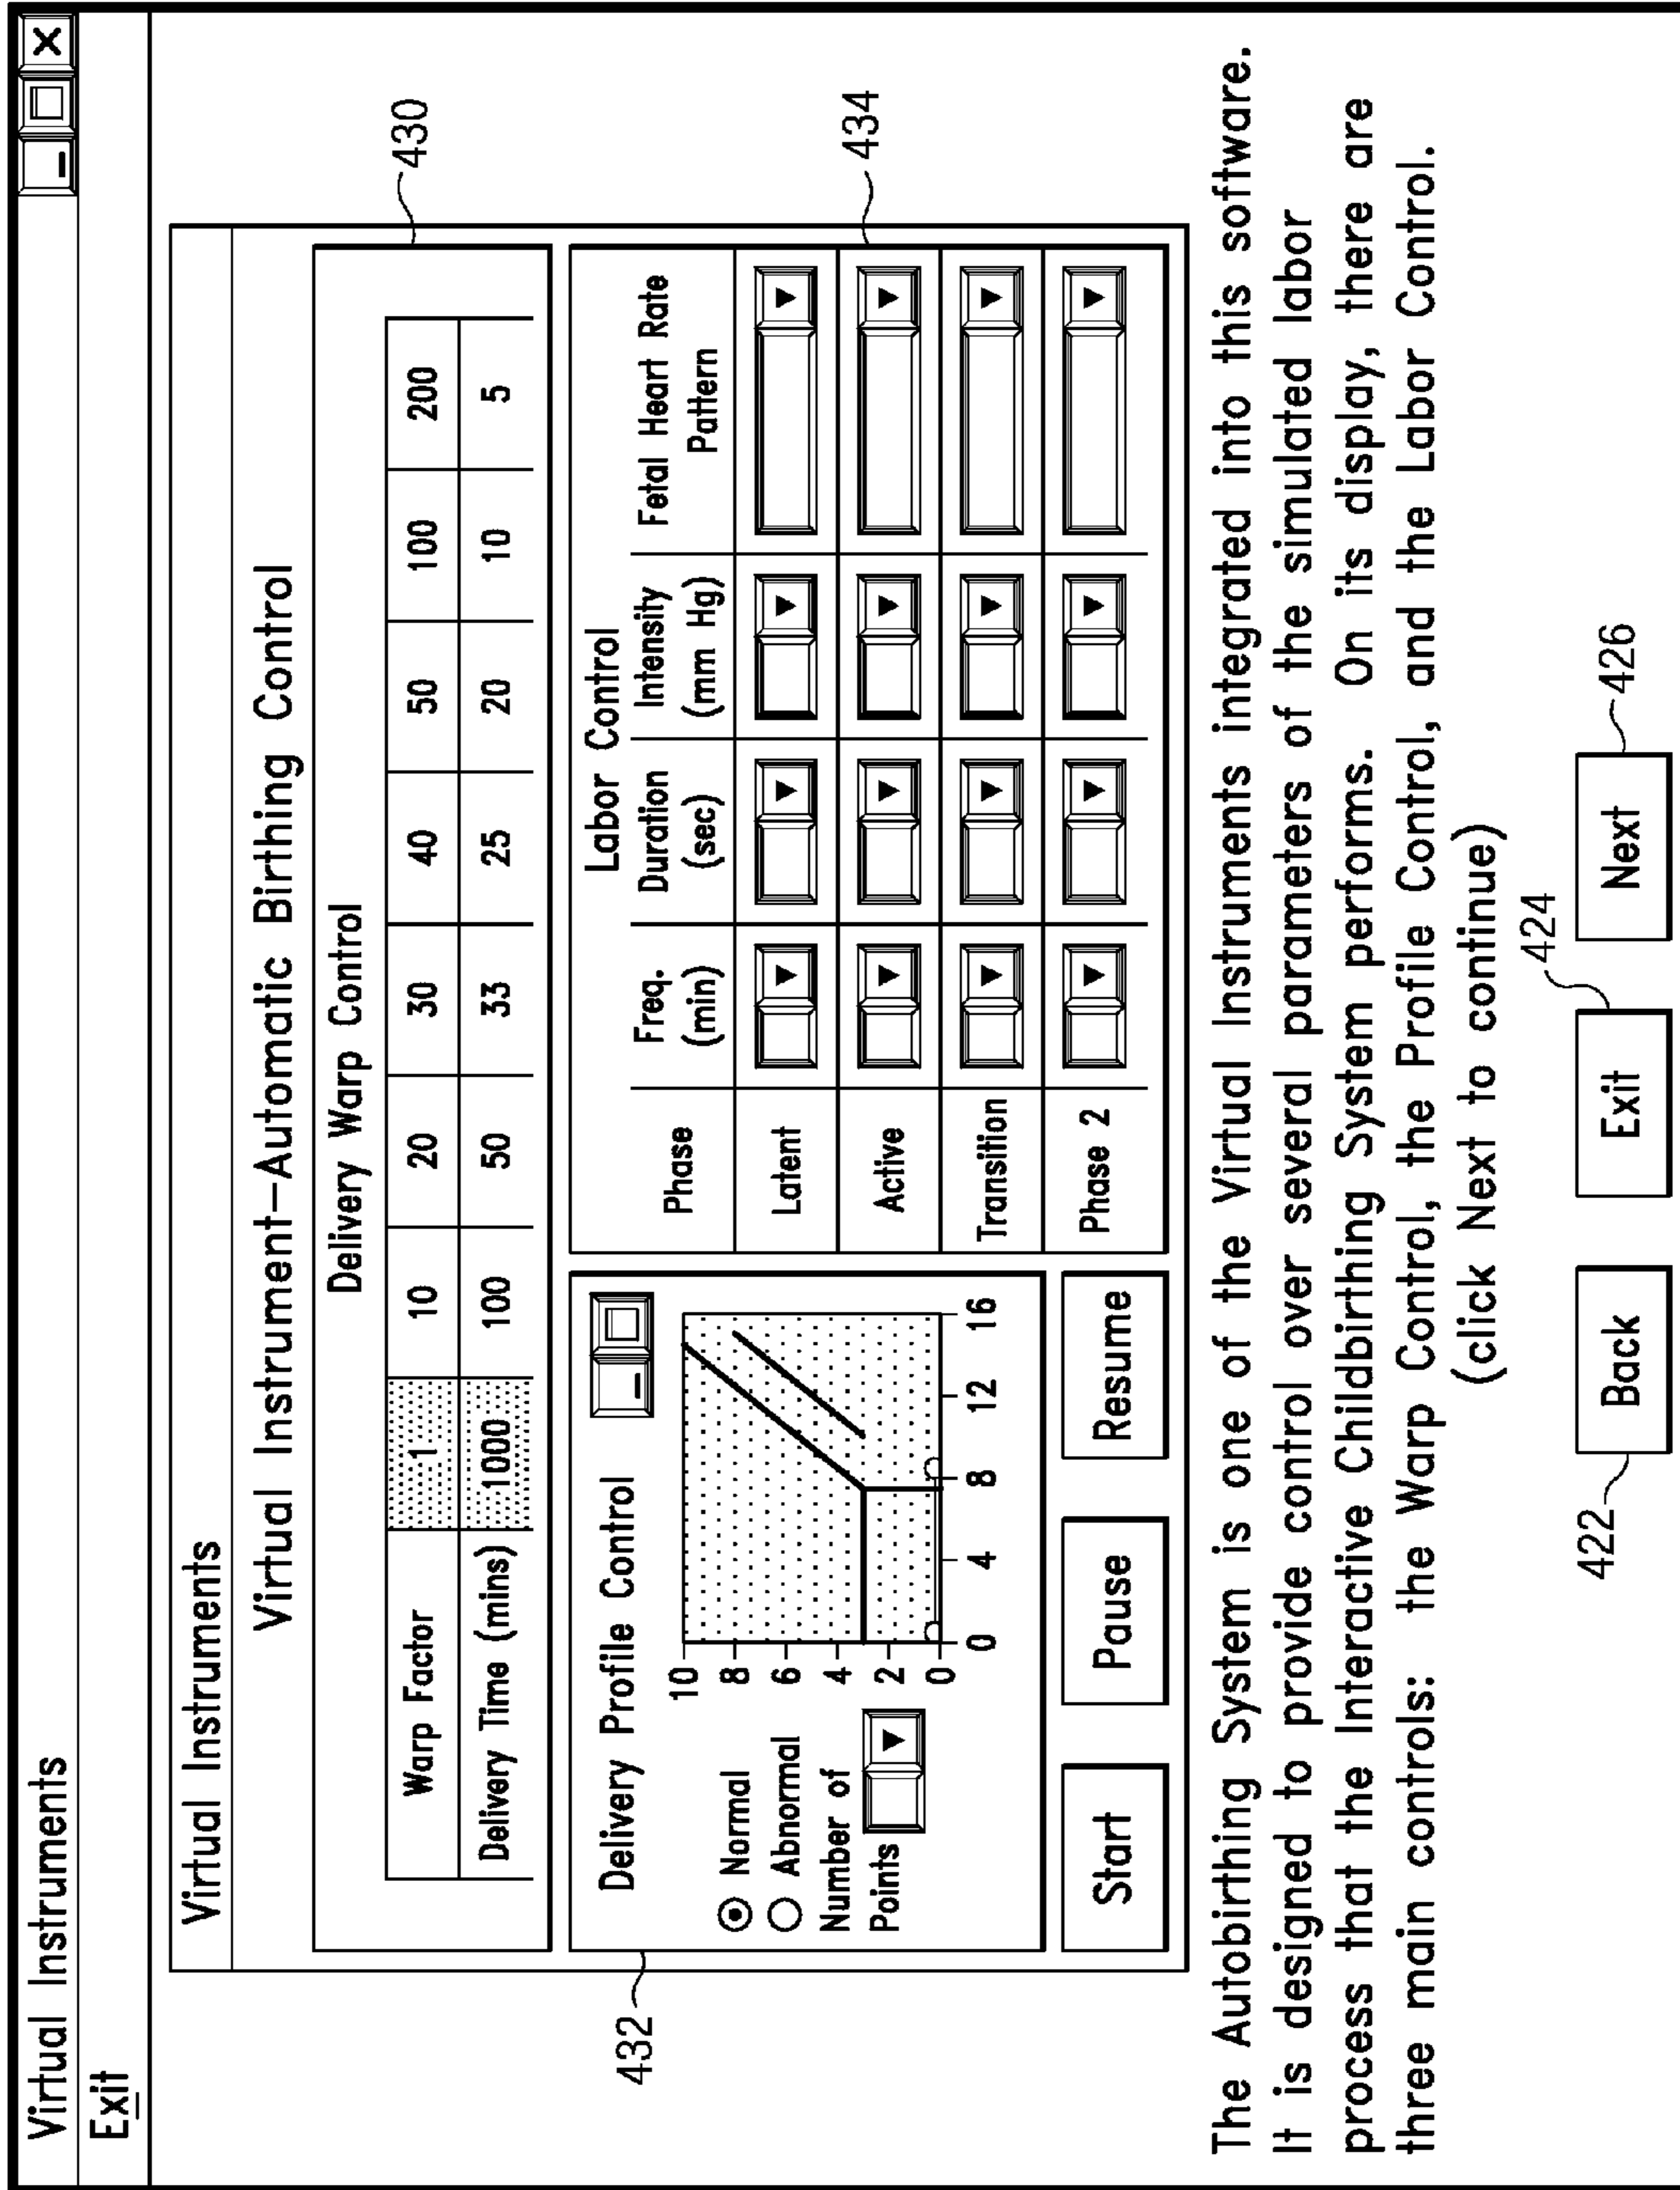 Virtual Instruments
Exit
Virtual Instruments
Virtual Instrument–Automatic Birthing Control
Delivery Warp Control
Warp Factor 1 10 20 30 40 50 100 200
Delivery Time (mins) 1000 100 50 33 25 20 10 5
430
Delivery Profile Control
Normal
Abnormal
Number of
Points
10
8
6
4
2
0
0 4 8 12 16
432
Labor Control
Phase Freq. Duration Intensity Fetal Heart Rate
(min) (sec) (mm Hg) Pattern
Latent
Active
Transition
Phase 2
434
Start Pause Resume
The Autobirthing System is one of the Virtual Instruments integrated into this software.
It is designed to provide control over several parameters of the simulated labor
process that the Interactive Childbirthing System performs. On its display, there are
three main controls: the Warp Control, the Profile Control, and the Labor Control.
(click Next to continue)
422 Back 424 Exit Next 426